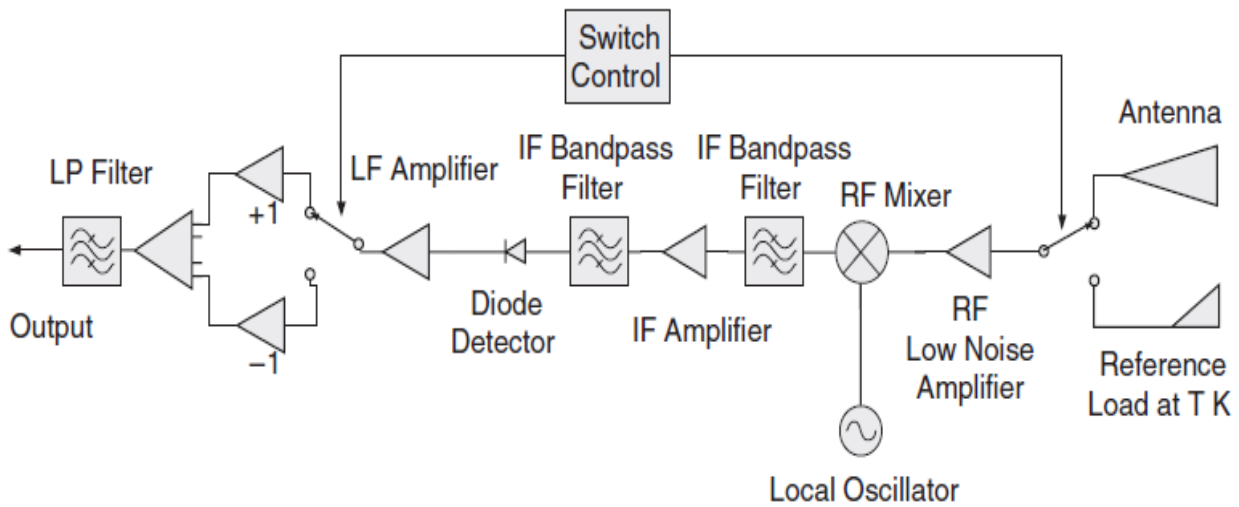 Switch
Control
Antenna
LP Filter
LF Amplifier
IF Bandpass
Filter
IF Bandpass
Filter
RF Mixer
+1
–1
Output
Diode
Detector
IF Amplifier
RF
Low Noise
Amplifier
Reference
Load at T K
Local Oscillator